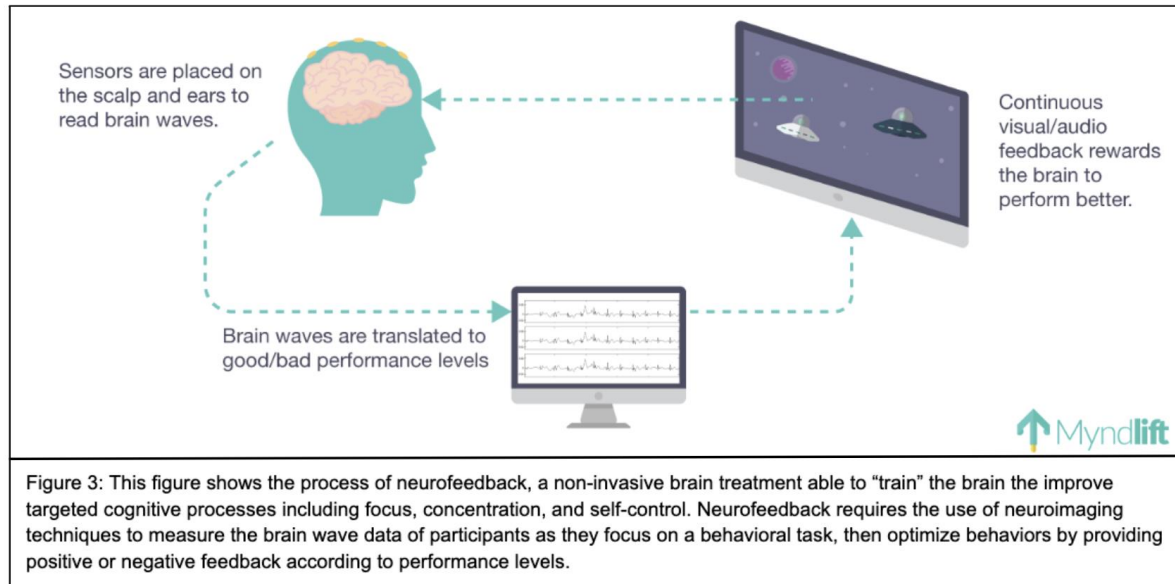 Sensors are placed on
the scalp and ears to
read brain waves.
Continuous
visual/audio
feedback rewards
the brain to
perform better.
Brain waves are translated to
good/bad performance levels
Myndlift
Figure 3: This figure shows the process of neurofeedback, a non-invasive brain treatment able to “train” the brain the improve
targeted cognitive processes including focus, concentration, and self-control. Neurofeedback requires the use of neuroimaging
techniques to measure the brain wave data of participants as they focus on a behavioral task, then optimize behaviors by providing
positive or negative feedback according to performance levels.